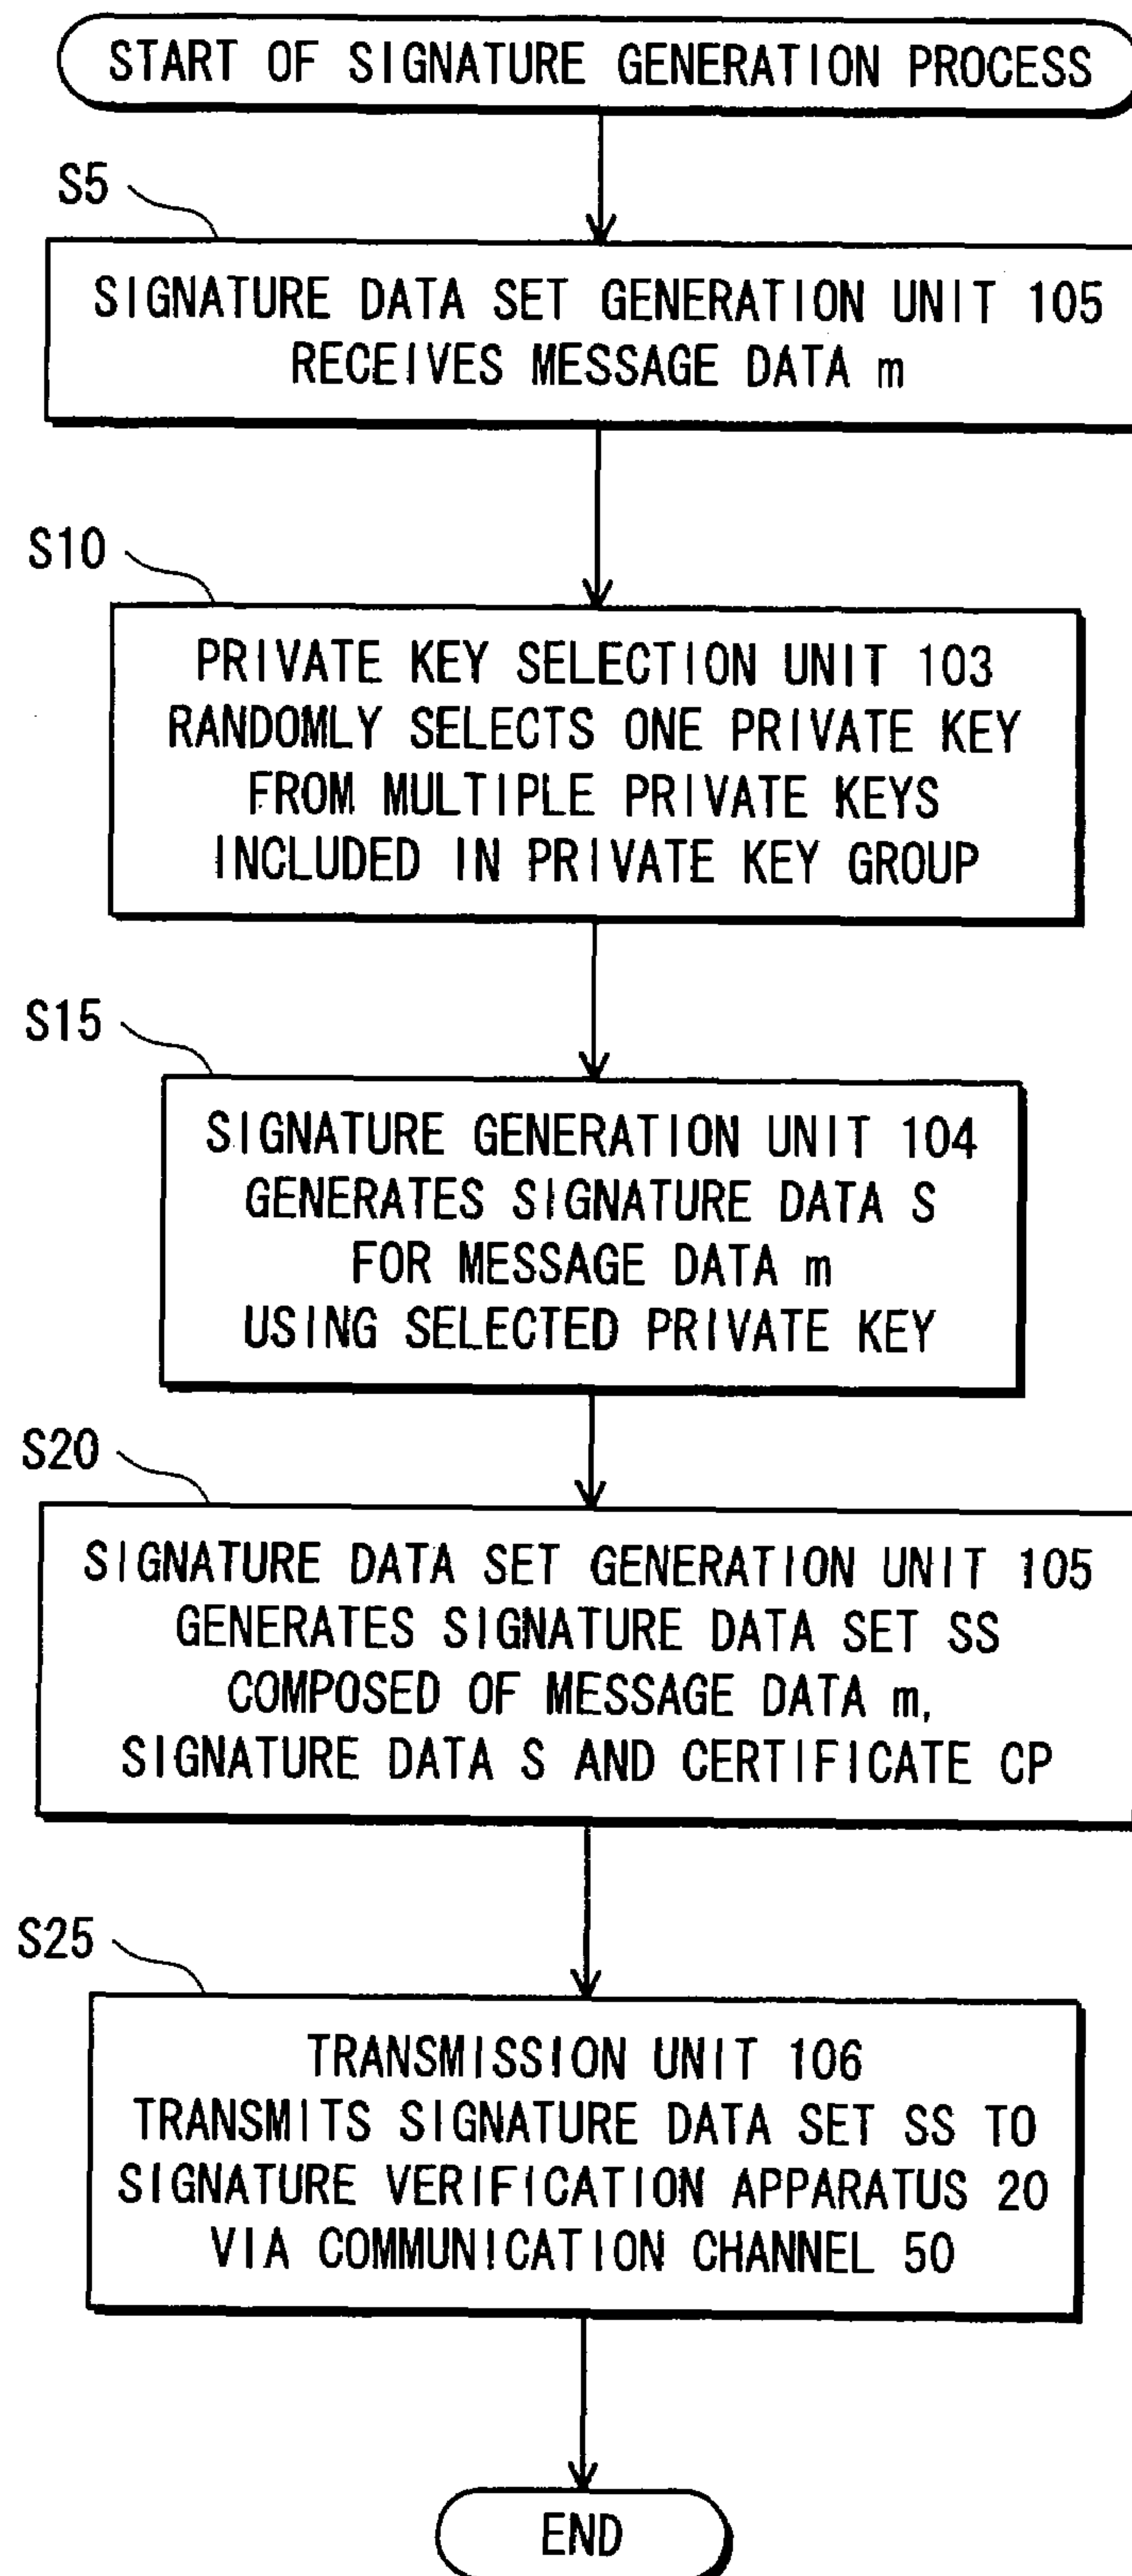 START OF SIGNATURE GENERATION PROCESS
S5
SIGNATURE DATA SET GENERATION UNIT 105
RECEIVES MESSAGE DATA m
S10
PRIVATE KEY SELECTION UNIT 103
RANDOMLY SELECTS ONE PRIVATE KEY
FROM MULTIPLE PRIVATE KEYS
INCLUDED IN PRIVATE KEY GROUP
S15
SIGNATURE GENERATION UNIT 104
GENERATES SIGNATURE DATA S
FOR MESSAGE DATA m
USING SELECTED PRIVATE KEY
S20
SIGNATURE DATA SET GENERATION UNIT 105
GENERATES SIGNATURE DATA SET SS
COMPOSED OF MESSAGE DATA m,
SIGNATURE DATA S AND CERTIFICATE CP
S25
TRANSMISSION UNIT 106
TRANSMITS SIGNATURE DATA SET SS TO
SIGNATURE VERIFICATION APPARATUS 20
VIA COMMUNICATION CHANNEL 50
END